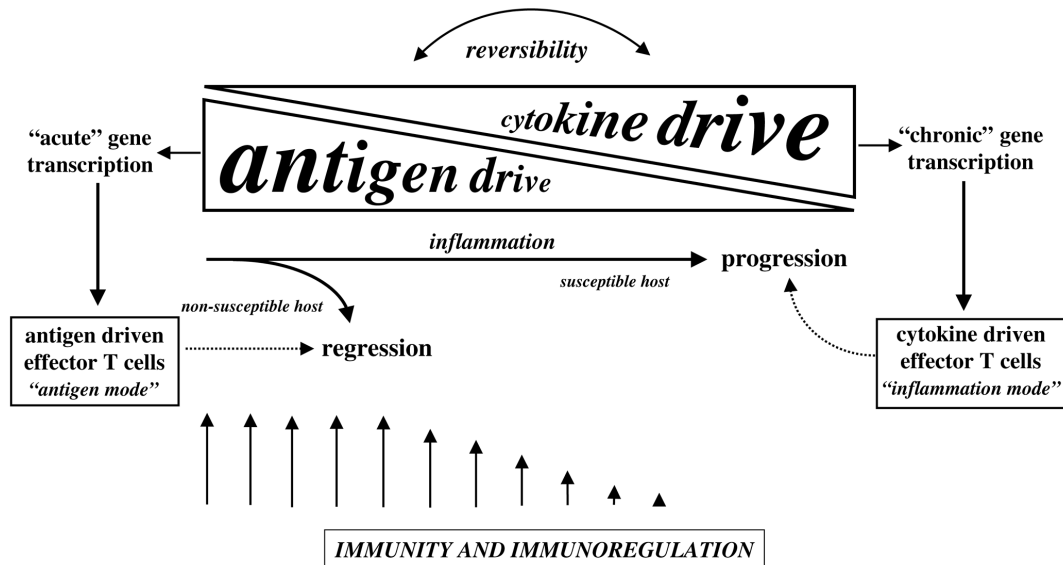 reversibility
cytokine drive
antigen drive
“acute” gene
transcription
“chronic” gene
transcription
inflammation
progression
susceptible host
non-susceptible host
regression
antigen driven
effector T cells
“antigen mode”
cytokine driven
effector T cells
“inflammation mode”
IMMUNITY AND IMMUNOREGULATION